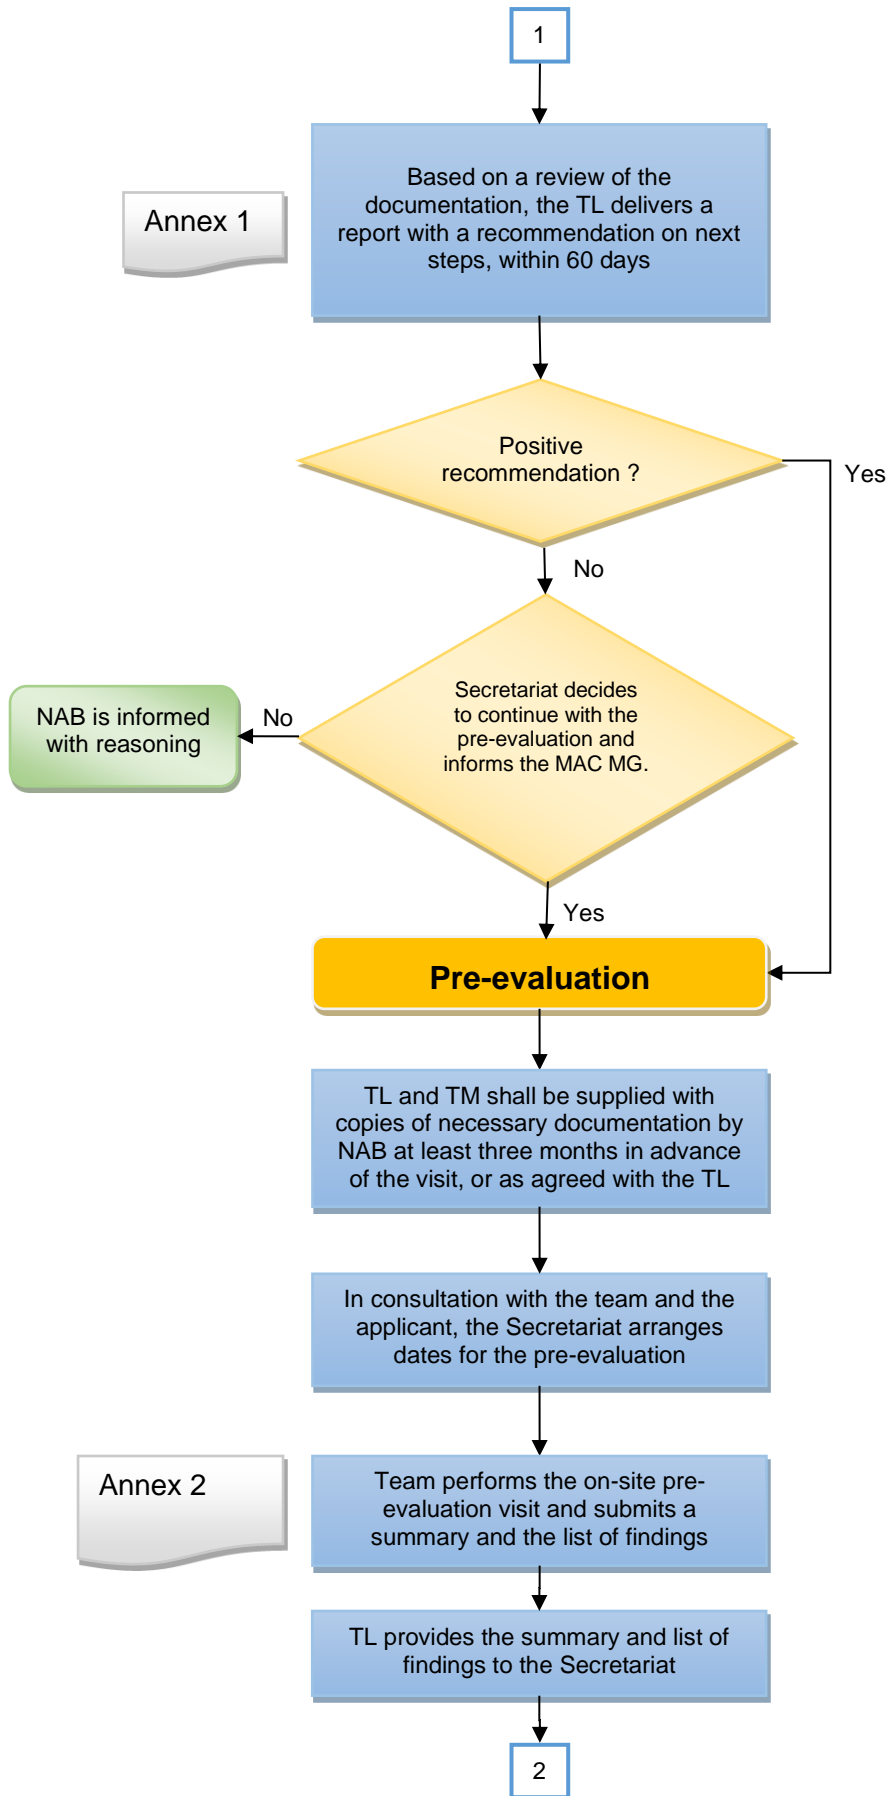 1
Annex 1
Based on a review of the
documentation, the TL delivers a
report with a recommendation on next
steps, within 60 days
Positive
recommendation ?
Yes
No
Secretariat decides
to continue with the
pre-evaluation and
informs the MAC MG.
No
NAB is informed
with reasoning
Yes
Pre-evaluation
TL and TM shall be supplied with
copies of necessary documentation by
NAB at least three months in advance
of the visit, or as agreed with the TL
In consultation with the team and the
applicant, the Secretariat arranges
dates for the pre-evaluation
Annex 2
Team performs the on-site pre-
evaluation visit and submits a
summary and the list of findings
TL provides the summary and list of
findings to the Secretariat
2